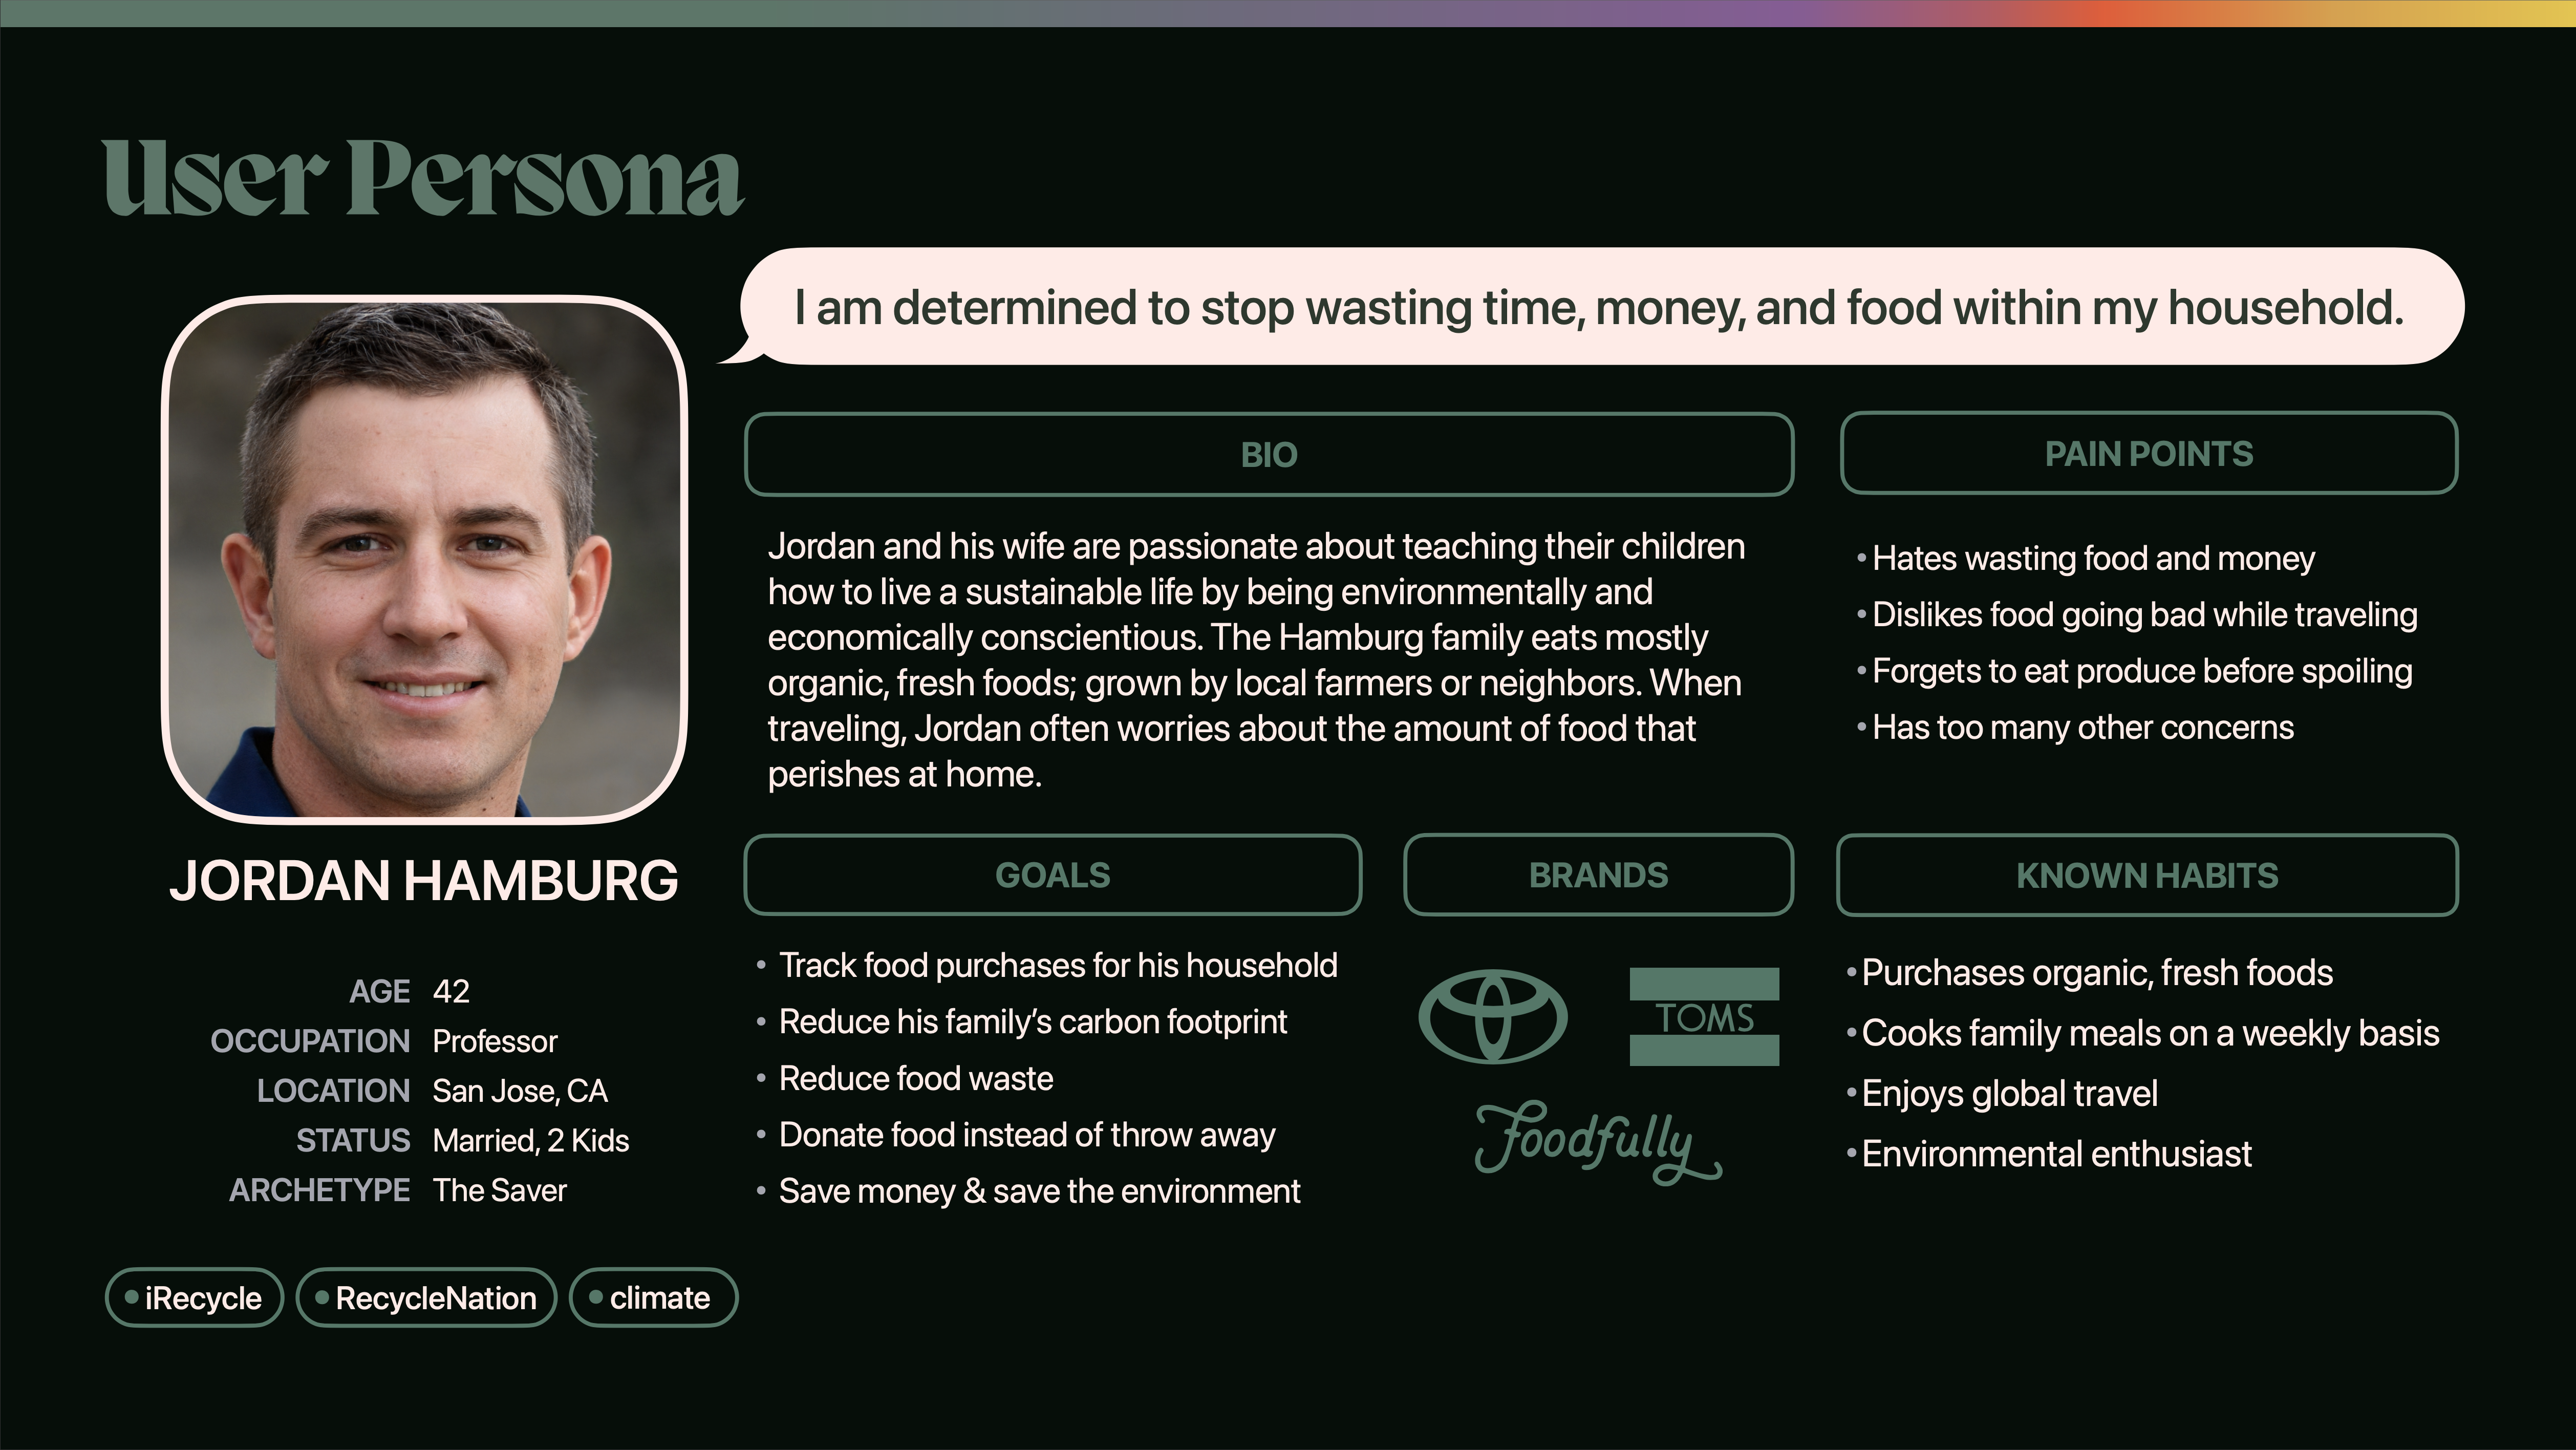 User Persona
I am determined to stop wasting time, money, and food within my household.
JORDAN HAMBURG
AGE 42
OCCUPATION Professor
LOCATION San Jose, CA
STATUS Married, 2 Kids
ARCHETYPE The Saver
• iRecycle
• RecycleNation
• climate
BIO
Jordan and his wife are passionate about teaching their children
how to live a sustainable life by being environmentally and
economically conscientious. The Hamburg family eats mostly
organic, fresh foods; grown by local farmers or neighbors. When
traveling, Jordan often worries about the amount of food that
perishes at home.
PAIN POINTS
• Hates wasting food and money
• Dislikes food going bad while traveling
• Forgets to eat produce before spoiling
• Has too many other concerns
GOALS
• Track food purchases for his household
• Reduce his family’s carbon footprint
• Reduce food waste
• Donate food instead of throw away
• Save money & save the environment
BRANDS
TOMS
Foodfully
KNOWN HABITS
• Purchases organic, fresh foods
• Cooks family meals on a weekly basis
• Enjoys global travel
• Environmental enthusiast